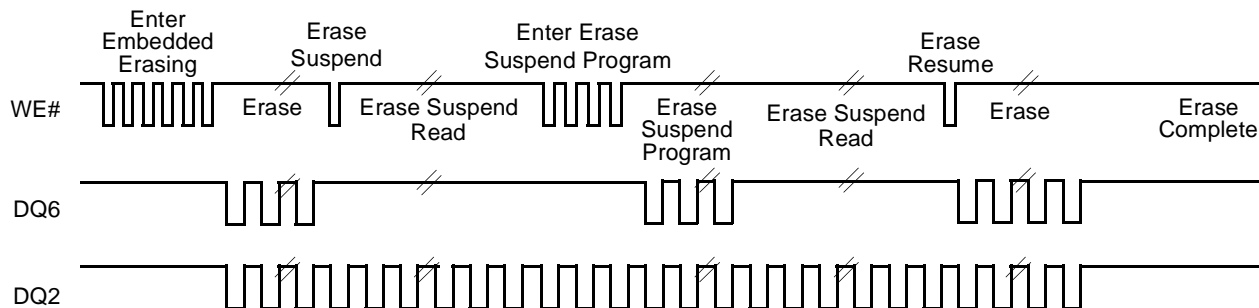 Enter
Embedded
Erasing
Erase
Suspend
Enter Erase
Suspend Program
Erase
Resume
WE#
Erase
Erase Suspend
Read
Erase
Suspend
Program
Erase Suspend
Read
Erase
Erase
Complete
DQ6
DQ2